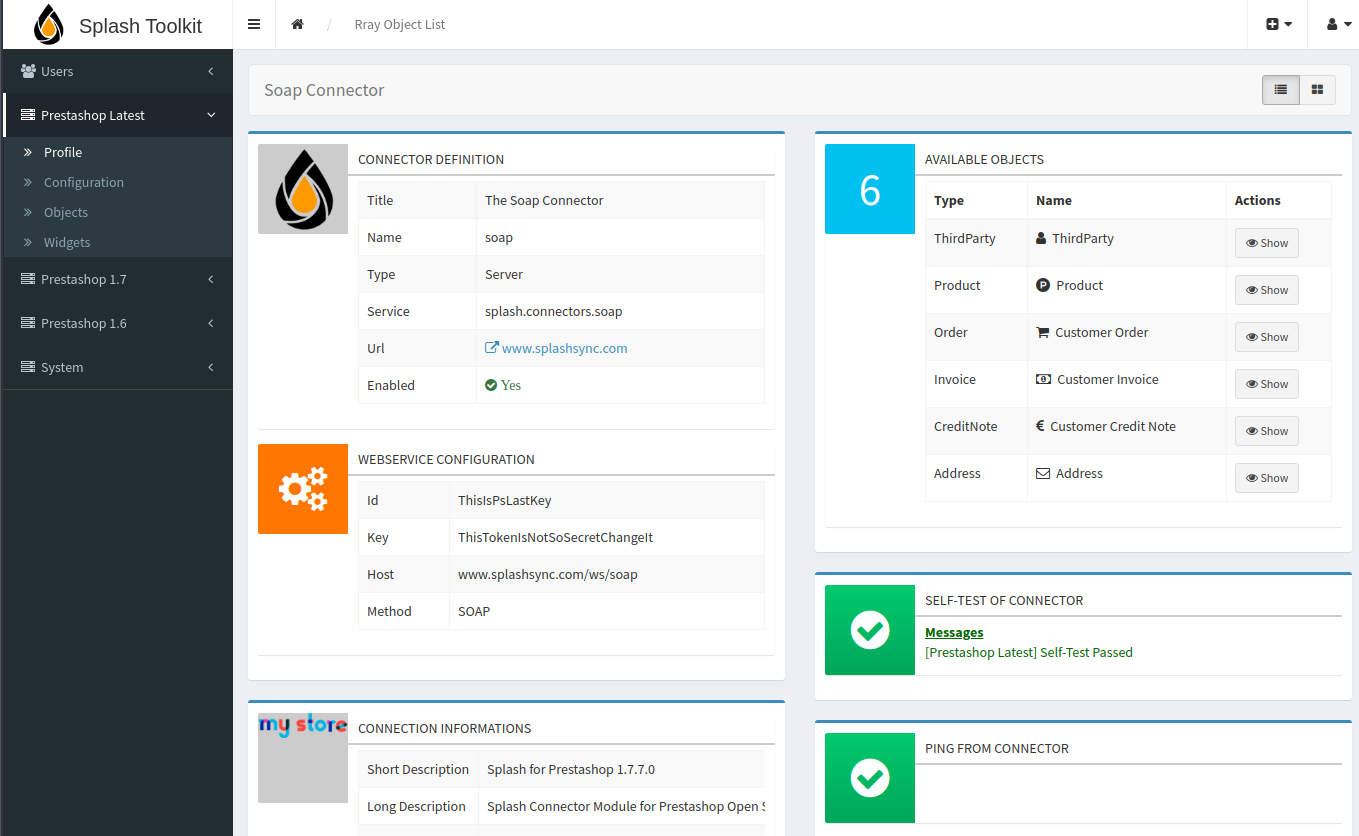 Splash Toolkit
Rray Object List
Users
Prestashop Latest
Profile
Configuration
Objects
Widgets
Prestashop 1.7
Prestashop 1.6
System
Soap Connector
CONNECTOR DEFINITION
Title The Soap Connector
Name soap
Type Server
Service splash.connectors.soap
Url www.splashsync.com
Enabled Yes
WEBSERVICE CONFIGURATION
Id ThisIsPsLastKey
Key ThisTokenIsNotSoSecretChangeIt
Host www.splashsync.com/ws/soap
Method SOAP
my store
CONNECTION INFORMATIONS
Short Description Splash for Prestashop 1.7.7.0
Long Description Splash Connector Module for Prestashop Open S
6
AVAILABLE OBJECTS
Type Name Actions
ThirdParty ThirdParty Show
Product P Product Show
Order Customer Order Show
Invoice Customer Invoice Show
CreditNote € Customer Credit Note Show
Address Address Show
SELF-TEST OF CONNECTOR
Messages
[Prestashop Latest] Self-Test Passed
PING FROM CONNECTOR